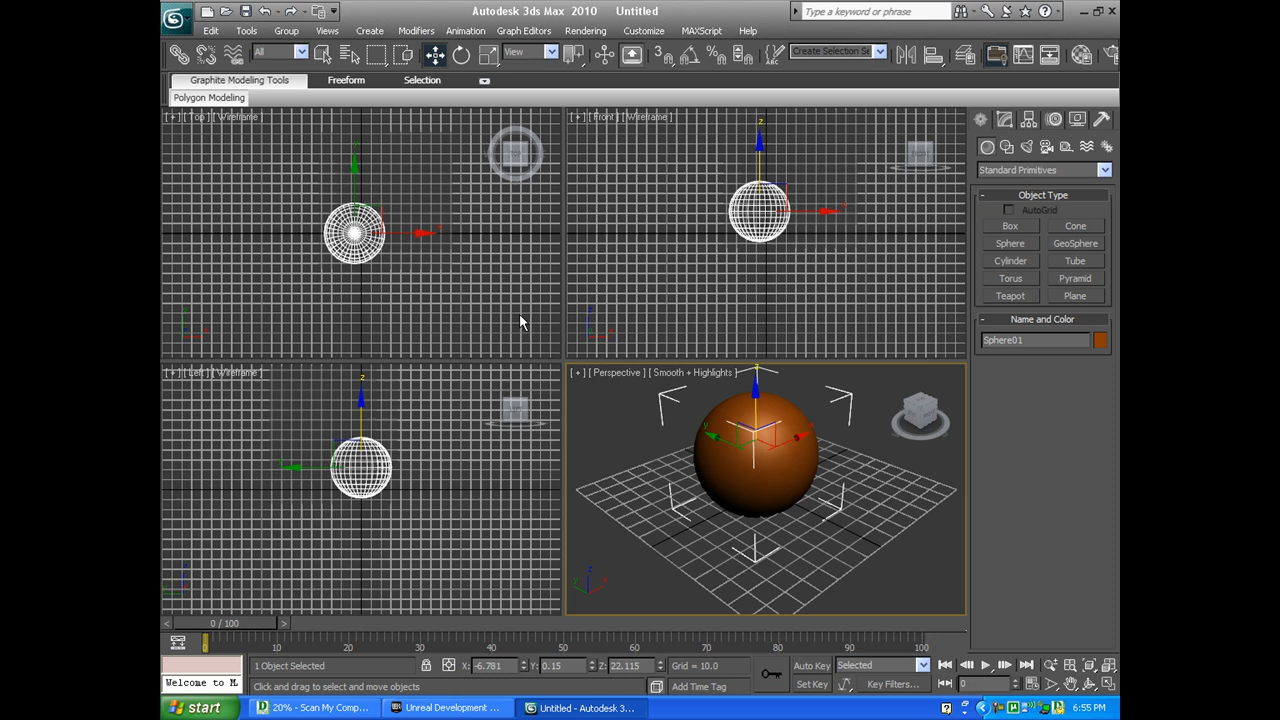 Autodesk 3ds Max 2010 Untitled
Type a keyword or phrase
Edit Tools Group Views Create Modifiers Animation Graph Editors Rendering Customize MAXScript Help
All View Create Selection Se
Graphite Modeling Tools Freeform Selection
Polygon Modeling
[ + ] [ Top ] [ Wireframe ]
[ + ] [ Front ] [ Wireframe ]
Standard Primitives
- Object Type
AutoGrid
Box Cone
Sphere GeoSphere
Cylinder Tube
Torus Pyramid
Teapot Plane
- Name and Color
Sphere01
[ + ] [ Left ] [ Wireframe ]
[ + ] [ Perspective ] [ Smooth + Highlights ]
< 0 / 100 >
0 10 20 30 40 50 60 70 80 90 100
1 Object Selected X: -6.781 Y: 0.15 Z: 22.115 Grid = 10.0 Auto Key Selected
Welcome to M Click and drag to select and move objects Add Time Tag Set Key Key Filters... 0
start 20% - Scan My Comp... Unreal Development ... Untitled - Autodesk 3... 6:55 PM